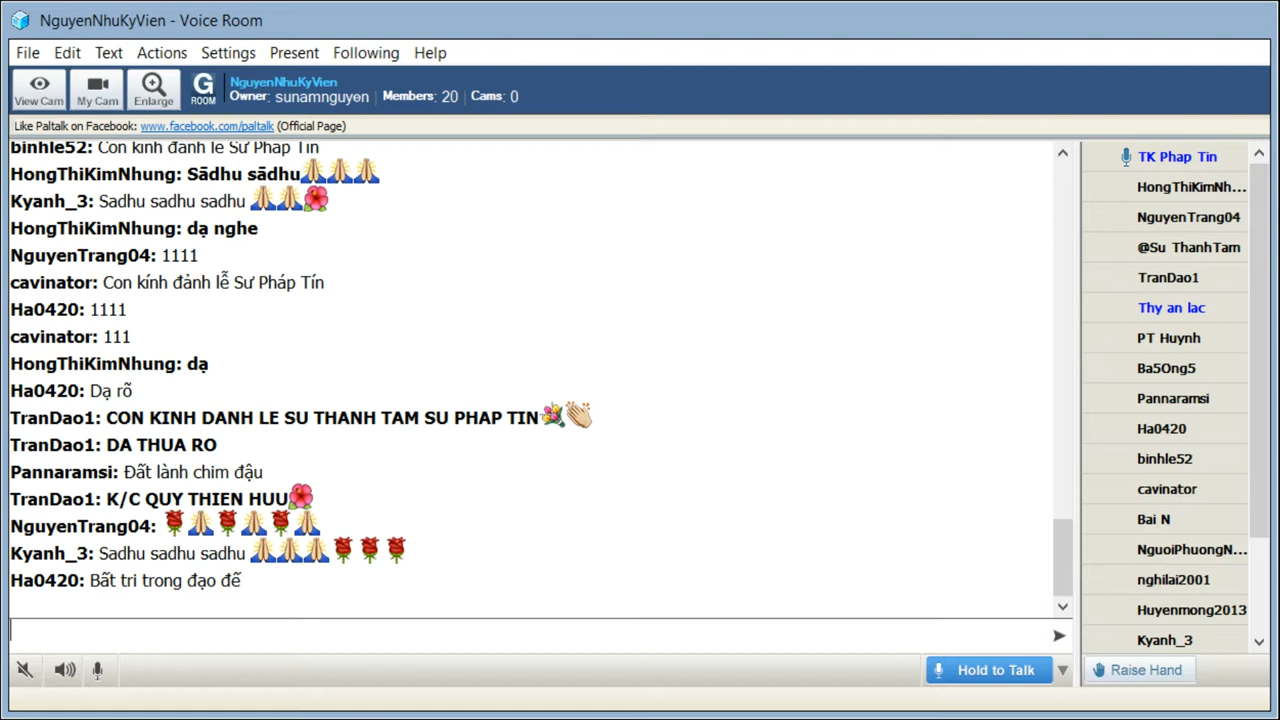 NguyenNhuKyVien - Voice Room
File Edit Text Actions Settings Present Following Help
View Cam My Cam Enlarge G ROOM
NguyenNhuKyVien
Owner: sunamnguyen | Members: 20 | Cams: 0
Like Paltalk on Facebook: www.facebook.com/paltalk (Official Page)
binhle52: Con kính đảnh lễ Sư Pháp Tín
HongThiKimNhung: Sādhu sādhu
Kyanh_3: Sadhu sadhu sadhu
HongThiKimNhung: dạ nghe
NguyenTrang04: 1111
cavinator: Con kính đảnh lễ Sư Pháp Tín
Ha0420: 1111
cavinator: 111
HongThiKimNhung: dạ
Ha0420: Dạ rõ
TranDao1: CON KINH DANH LE SU THANH TAM SU PHAP TIN
TranDao1: DA THUA RO
Pannaramsi: Đất lành chim đậu
TranDao1: K/C QUY THIEN HUU
NguyenTrang04:
Kyanh_3: Sadhu sadhu sadhu
Ha0420: Bất tri trong đạo đế
TK Phap Tin
HongThiKimNh...
NguyenTrang04
@Su ThanhTam
TranDao1
Thy an lac
PT Huynh
Ba5Ong5
Pannaramsi
Ha0420
binhle52
cavinator
Bai N
NguoiPhuongN...
nghilai2001
Huyenmong2013
Kyanh_3
Hold to Talk
Raise Hand